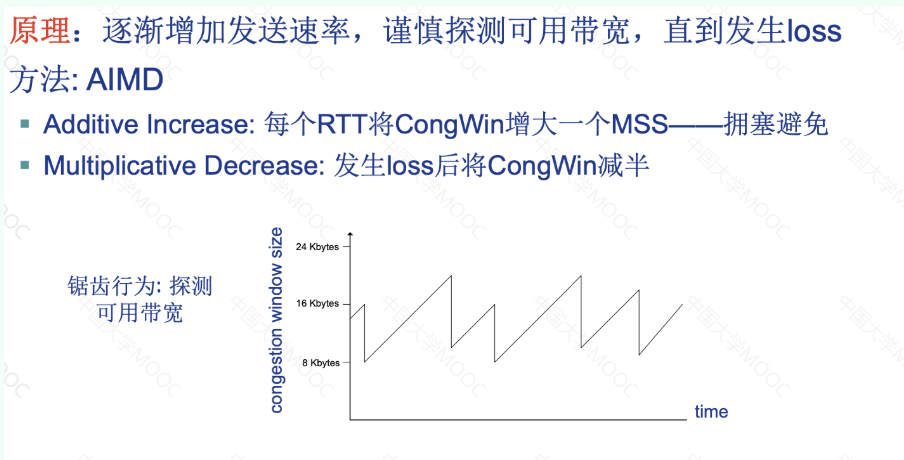 原理：逐渐增加发送速率，谨慎探测可用带宽，直到发生loss
方法: AIMD
Additive Increase: 每个RTT将CongWin增大一个MSS——拥塞避免
Multiplicative Decrease: 发生loss后将CongWin减半
锯齿行为: 探测
可用带宽
congestion window size
24 Kbytes
16 Kbytes
8 Kbytes
time
中国大学MOOC